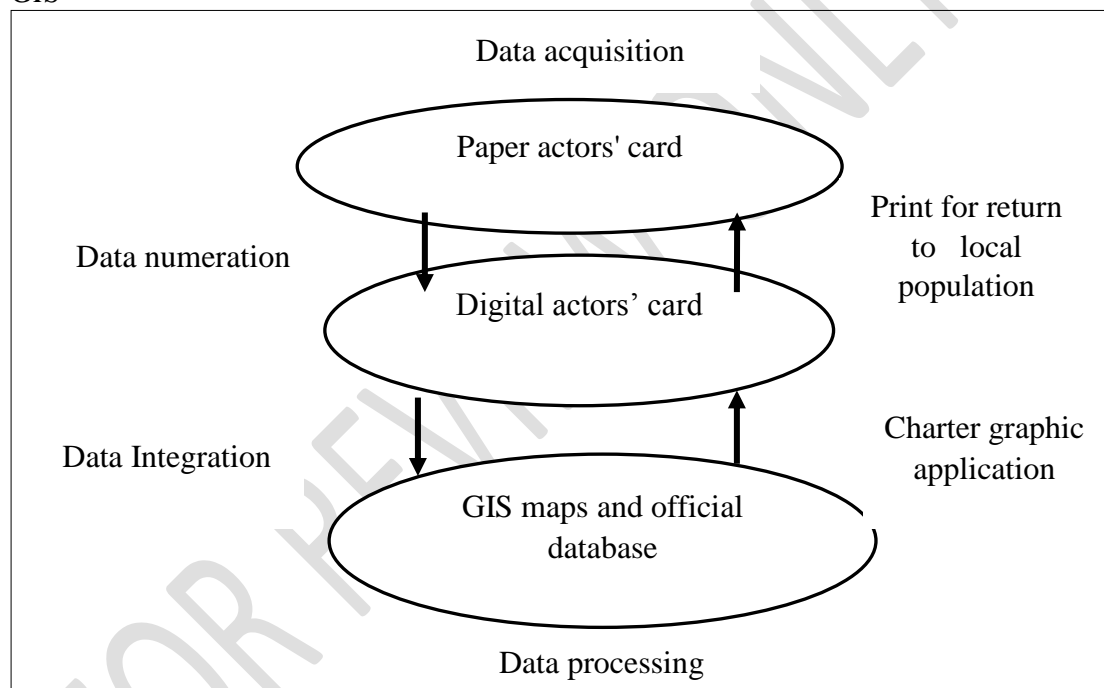 GIS
Data acquisition
Paper actors' card
Print for return
to local
population
Data numeration
Digital actors’ card
Data Integration
Charter graphic
application
GIS maps and official
database
Data processing